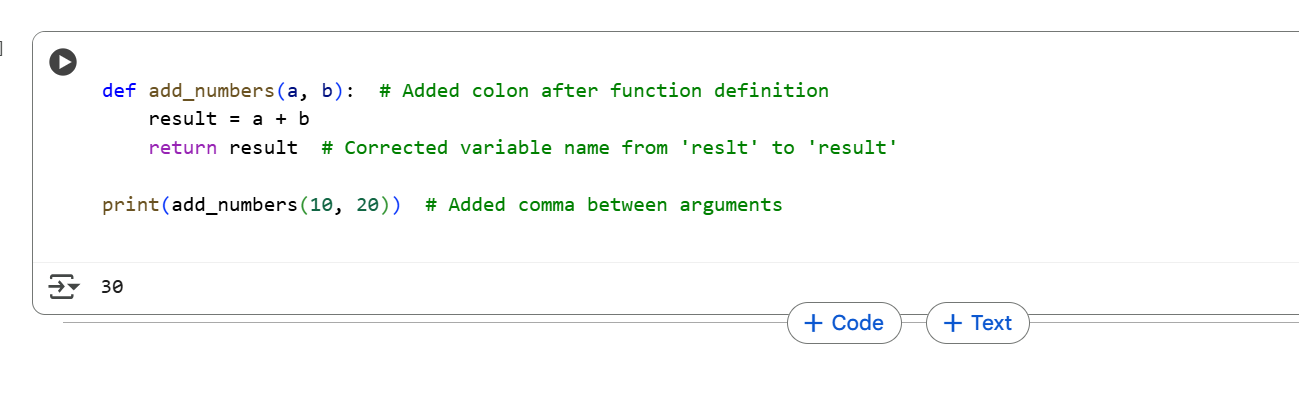 ]
def add_numbers(a, b):  # Added colon after function definition
    result = a + b
    return result  # Corrected variable name from 'reslt' to 'result'
print(add_numbers(10, 20))  # Added comma between arguments
30
+ Code + Text